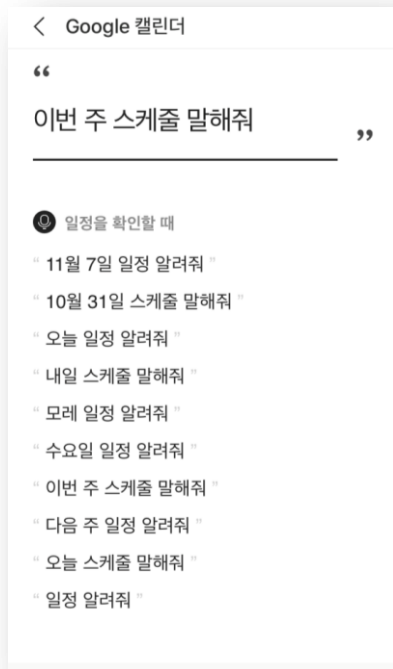 Google 캘린더
“
이번 주 스케줄 말해줘
”
일정을 확인할 때
“ 11월 7일 일정 알려줘 ”
“ 10월 31일 스케줄 말해줘 ”
“ 오늘 일정 알려줘 ”
“ 내일 스케줄 말해줘 ”
“ 모레 일정 알려줘 ”
“ 수요일 일정 알려줘 ”
“ 이번 주 스케줄 말해줘 ”
“ 다음 주 일정 알려줘 ”
“ 오늘 스케줄 말해줘 ”
“ 일정 알려줘 ”